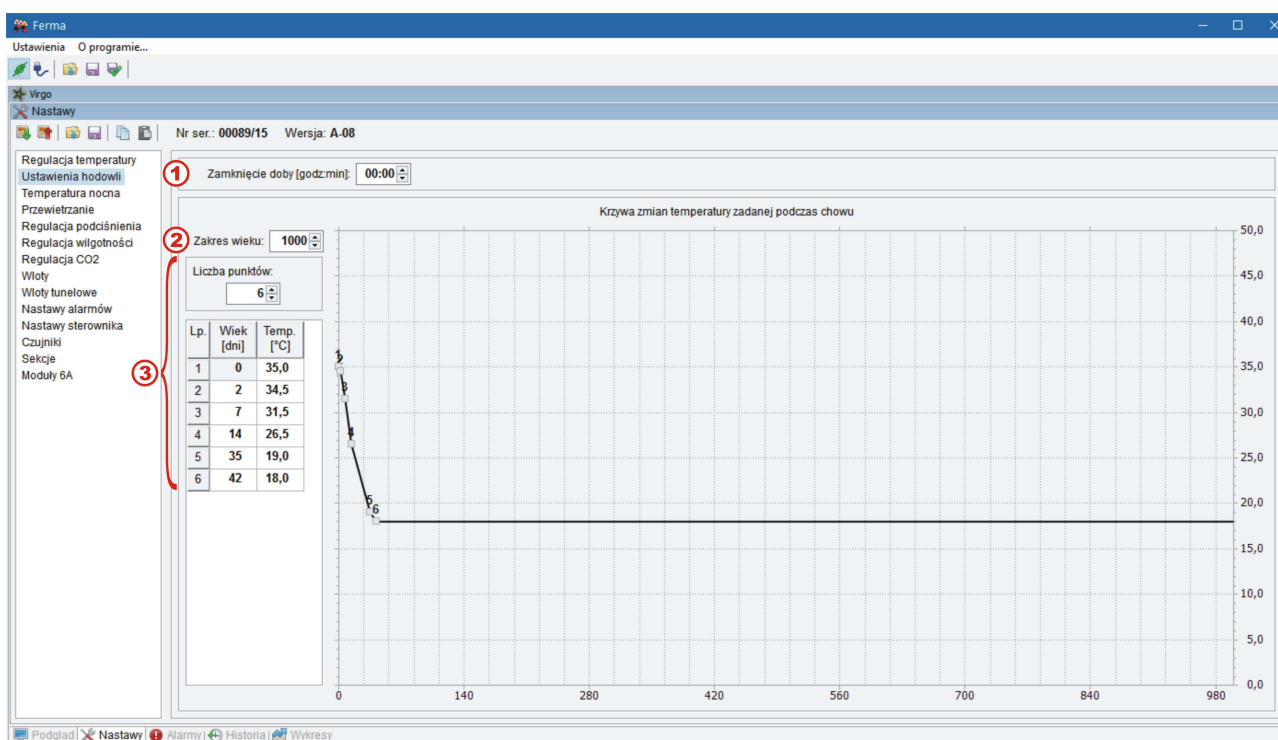 Ferma
Ustawienia O programie...
Virgo
Nastawy
Nr ser.: 00089/15 Wersja: A-08
Regulacja temperatury
Ustawienia hodowli
Temperatura nocna
Przewietrzanie
Regulacja podciśnienia
Regulacja wilgotności
Regulacja CO2
Wloty
Wloty tunelowe
Nastawy alarmów
Nastawy sterownika
Czujniki
Sekcje
Moduły 6A
1 Zamknięcie doby [godz:min]: 00:00
Krzywa zmian temperatury zadanej podczas chowu
2 Zakres wieku: 1000
3
Liczba punktów:
6
Lp. Wiek [dni] Temp. [°C]
1 0 35,0
2 2 34,5
3 7 31,5
4 14 26,5
5 35 19,0
6 42 18,0
1
2
3
4
5
6
50,0
45,0
40,0
35,0
30,0
25,0
20,0
15,0
10,0
5,0
0,0
0 140 280 420 560 700 840 980
Podgląd Nastawy Alarmy Historia Wykresy